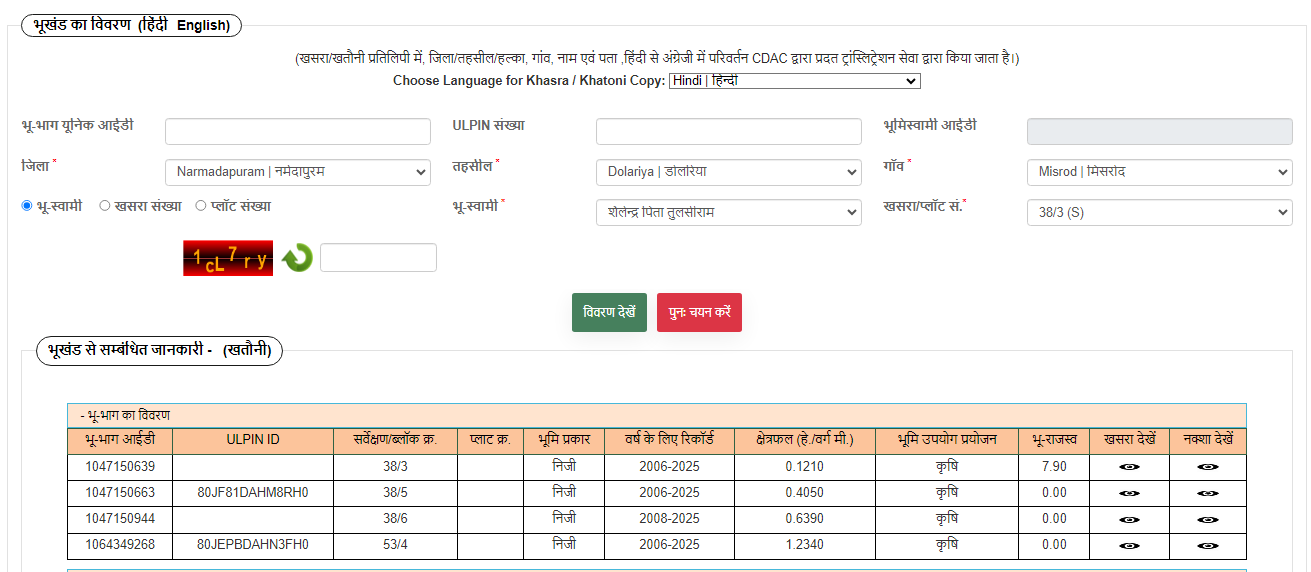 भूखंड का विवरण (हिंदी English)
(खसरा/खतौनी प्रतिलिपी में, जिला/तहसील/हल्का, गांव, नाम एवं पता ,हिंदी से अंग्रेजी में परिवर्तन CDAC द्वारा प्रदत ट्रांस्लिट्रेशन सेवा द्वारा किया जाता है।)
Choose Language for Khasra / Khatoni Copy: Hindi | हिन्दी
भू-भाग यूनिक आईडी ULPIN संख्या भूमिस्वामी आईडी
जिला * Narmadapuram | नर्मदापुरम तहसील * Dolariya | डोलरिया गाँव * Misrod | मिसरोद
भू-स्वामी खसरा संख्या प्लॉट संख्या भू-स्वामी * शैलेन्द्र पिता तुलसीराम खसरा/प्लॉट सं.* 38/3 (S)
1cL7ry
विवरण देखें पुनः चयन करें
भूखंड से सम्बंधित जानकारी - (खतौनी)
- भू-भाग का विवरण
भू-भाग आईडी ULPIN ID सर्वेक्षण/ब्लॉक क्र. प्लाट क्र. भूमि प्रकार वर्ष के लिए रिकॉर्ड क्षेत्रफल (हे./वर्ग मी.) भूमि उपयोग प्रयोजन भू-राजस्व खसरा देखें नक्शा देखें
1047150639 38/3 निजी 2006-2025 0.1210 कृषि 7.90
1047150663 80JF81DAHM8RH0 38/5 निजी 2006-2025 0.4050 कृषि 0.00
1047150944 38/6 निजी 2008-2025 0.6390 कृषि 0.00
1064349268 80JEPBDAHN3FH0 53/4 निजी 2006-2025 1.2340 कृषि 0.00